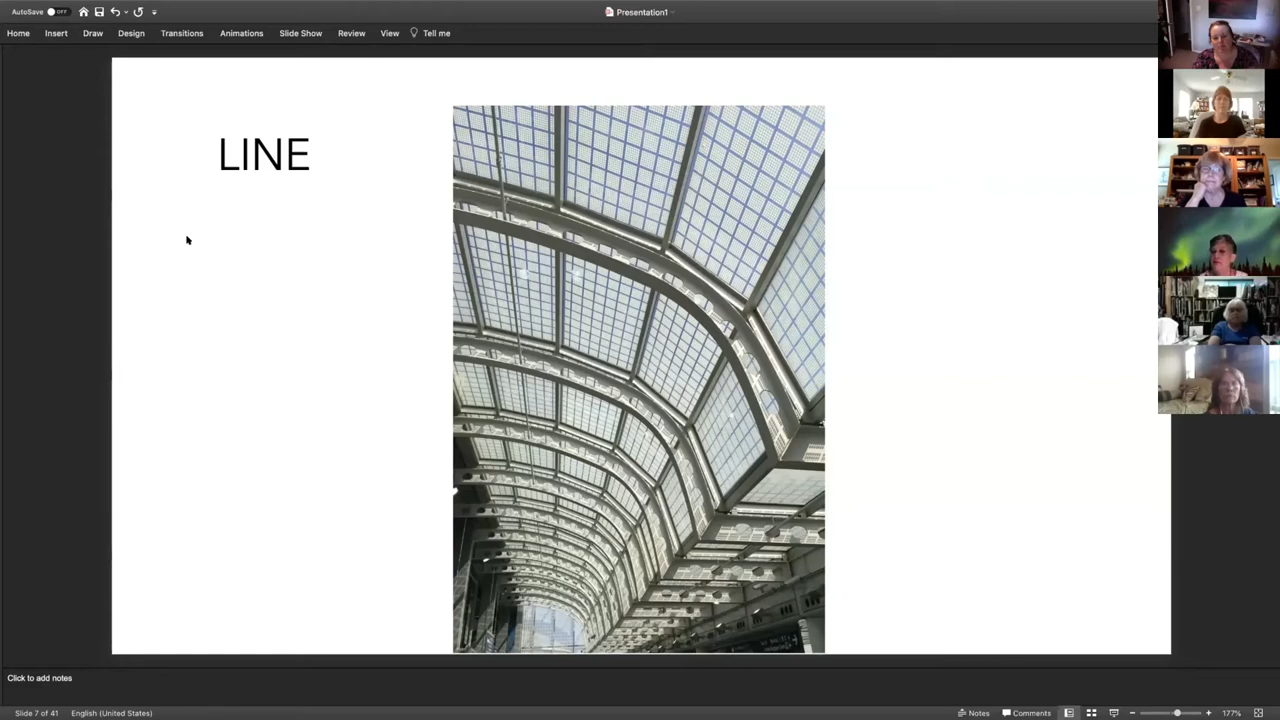 AutoSave OFF
Presentation1
Home Insert Draw Design Transitions Animations Slide Show Review View Tell me
LINE
Click to add notes
Slide 7 of 41 English (United States) Notes Comments 177%